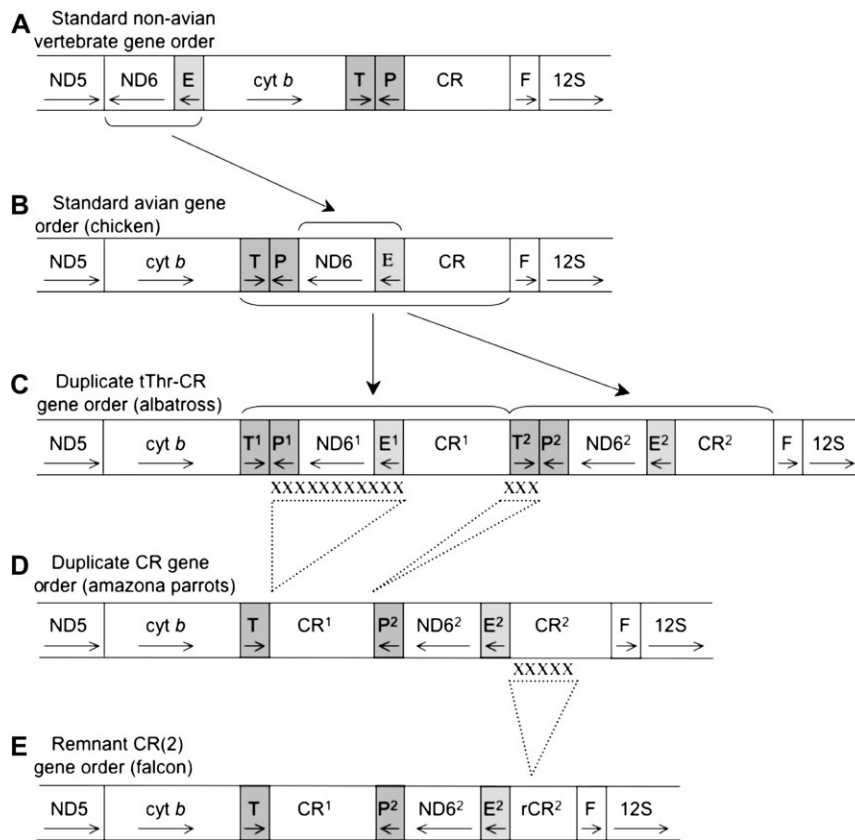 A Standard non-avian
vertebrate gene order
ND5 ND6 E cyt b T P CR F 12S
B Standard avian gene
order (chicken)
ND5 cyt b T P ND6 E CR F 12S
C Duplicate tThr-CR
gene order (albatross)
ND5 cyt b T¹ P¹ ND6¹ E¹ CR¹ T² P² ND6² E² CR² F 12S
XXXXXXXXXXX XXX
D Duplicate CR gene
order (amazona parrots)
ND5 cyt b T CR¹ P² ND6² E² CR² F 12S
XXXXX
E Remnant CR(2)
gene order (falcon)
ND5 cyt b T CR¹ P² ND6² E² rCR² F 12S